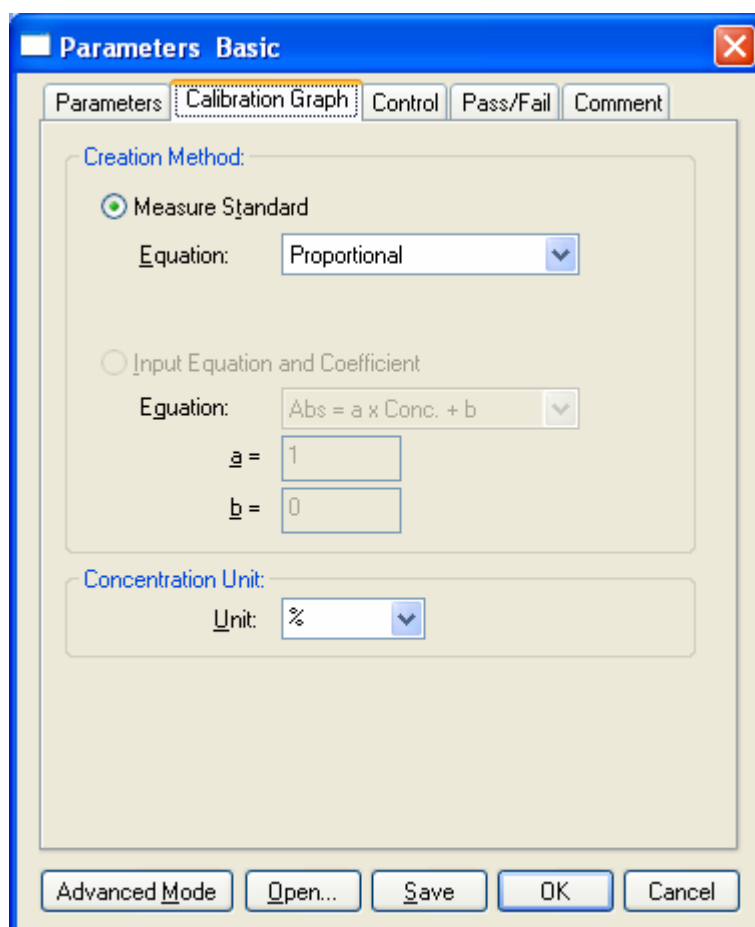 Parameters Basic
Parameters Calibration Graph Control Pass/Fail Comment
Creation Method:
Measure Standard
Equation: Proportional
Input Equation and Coefficient
Equation: Abs = a x Conc. + b
a = 1
b = 0
Concentration Unit:
Unit: %
Advanced Mode Open... Save OK Cancel